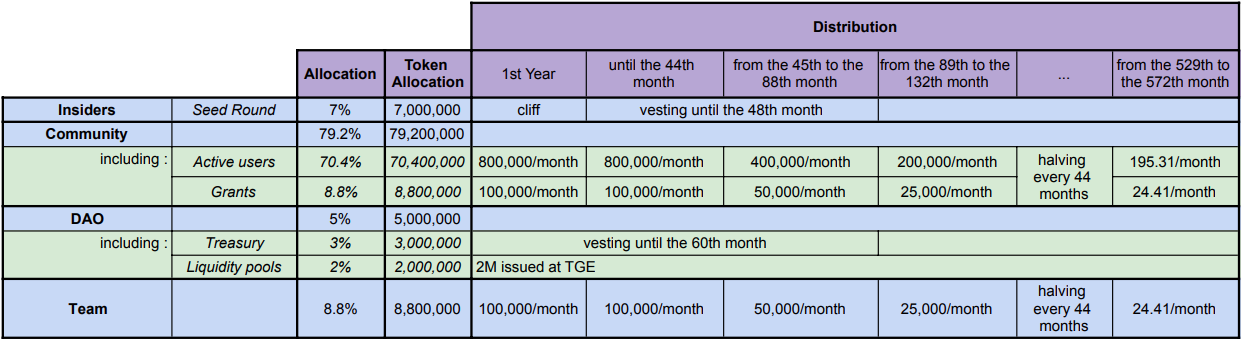 Distribution
Allocation Token Allocation 1st Year until the 44th month from the 45th to the 88th month from the 89th to the 132th month ... from the 529th to the 572th month
Insiders Seed Round 7% 7,000,000 cliff vesting until the 48th month
Community 79.2% 79,200,000
including : Active users 70.4% 70,400,000 800,000/month 800,000/month 400,000/month 200,000/month halving every 44 months 195.31/month
Grants 8.8% 8,800,000 100,000/month 100,000/month 50,000/month 25,000/month 24.41/month
DAO 5% 5,000,000
including : Treasury 3% 3,000,000 vesting until the 60th month
Liquidity pools 2% 2,000,000 2M issued at TGE
Team 8.8% 8,800,000 100,000/month 100,000/month 50,000/month 25,000/month halving every 44 months 24.41/month